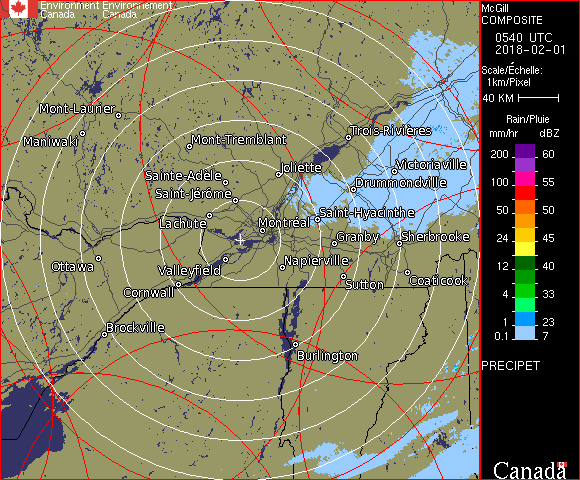 Environment Environnement
Canada Canada
McGill
COMPOSITE
0540 UTC
2018-02-01
Scale/Échelle:
1km/Pixel
40 KM
Rain/Pluie
mm/hr dBZ
200 60
60
100 55
50 50
24 45
12 40
4 33
1 23
0.1 7
PRECIPET
Canada
Mont-Laurier
Maniwaki
Mont-Tremblant
Trois-Rivières
Joliette
Victoriaville
Sainte-Adèle
Drummondville
Saint-Jérôme
Lachute
Saint-Hyacinthe
Montréal
Granby
Sherbrooke
Ottawa
Valleyfield
Napierville
Cornwall
Sutton
Coaticook
Brockville
Burlington